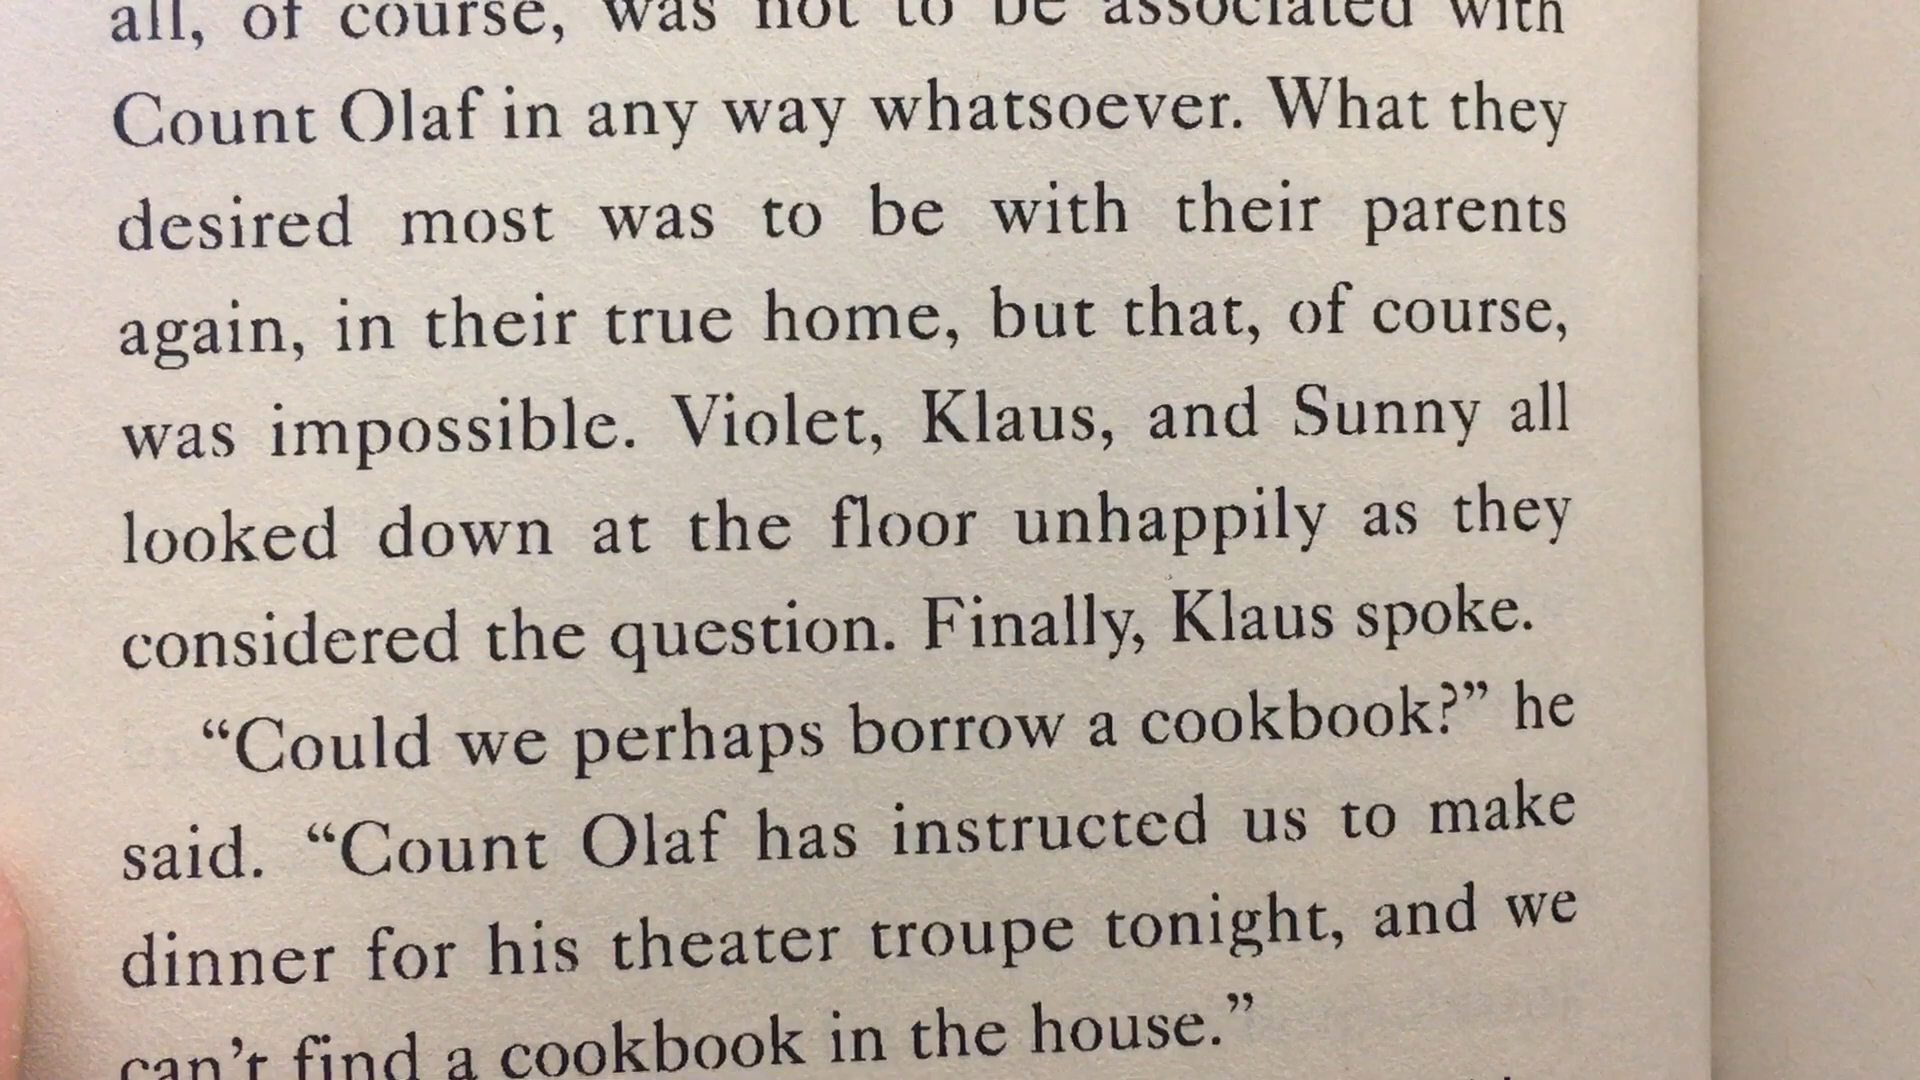 all, of course, was not to be associated with
Count Olaf in any way whatsoever. What they
desired most was to be with their parents
again, in their true home, but that, of course,
was impossible. Violet, Klaus, and Sunny all
looked down at the floor unhappily as they
considered the question. Finally, Klaus spoke.
“Could we perhaps borrow a cookbook?” he
said. “Count Olaf has instructed us to make
dinner for his theater troupe tonight, and we
can’t find a cookbook in the house.”